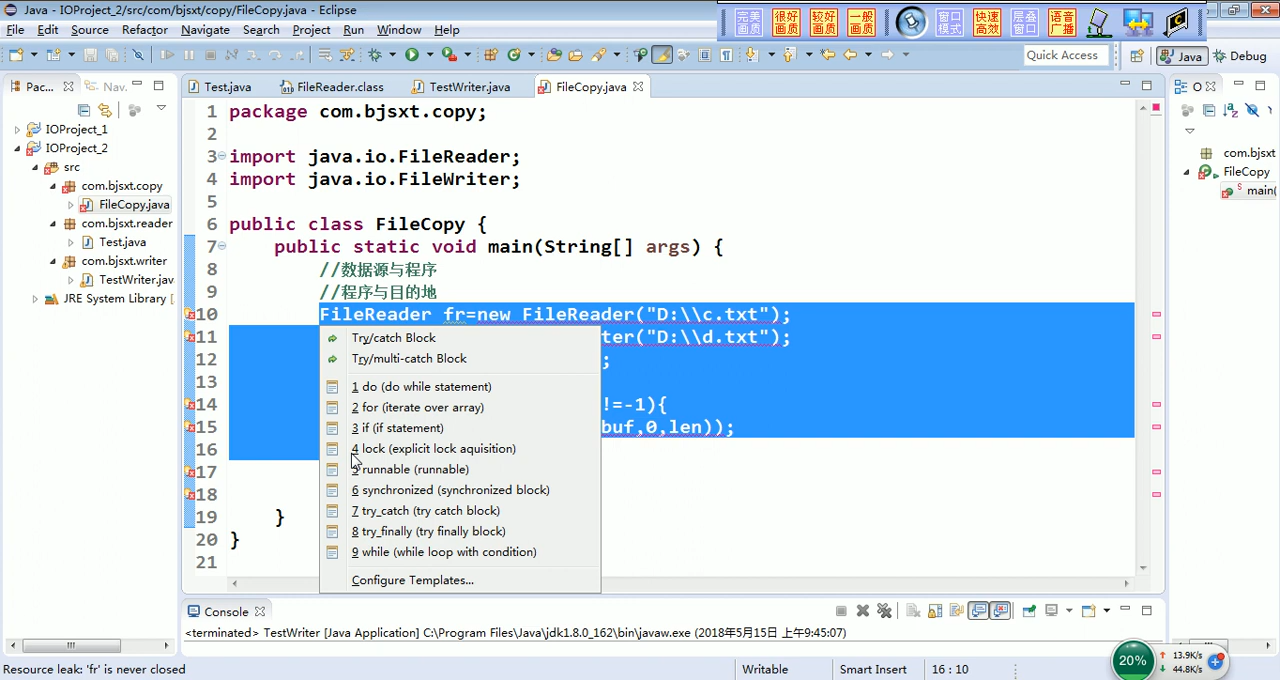 Java - IOProject_2/src/com/bjsxt/copy/FileCopy.java - Eclipse
完美画质 很好画质 较好画质 一般画质 窗口模式 快速高效 层叠窗口 语音广播
File Edit Source Refactor Navigate Search Project Run Window Help
Quick Access Java Debug
Pac... Nav. Test.java FileReader.class TestWriter.java FileCopy.java O
IOProject_1
IOProject_2
src
com.bjsxt.copy
FileCopy.java
com.bjsxt.reader
Test.java
com.bjsxt.writer
TestWriter.jav
JRE System Library [
1 package com.bjsxt.copy;
2
3 import java.io.FileReader;
4 import java.io.FileWriter;
5
6 public class FileCopy {
7 public static void main(String[] args) {
8 //数据源与程序
9 //程序与目的地
10 FileReader fr=new FileReader("D:\\c.txt");
11 ter("D:\\d.txt");
12 ;
13
14 !=-1){
15 buf,0,len));
16
17
18
19 }
20 }
21
Try/catch Block
Try/multi-catch Block
1 do (do while statement)
2 for (iterate over array)
3 if (if statement)
4 lock (explicit lock aquisition)
5 runnable (runnable)
6 synchronized (synchronized block)
7 try_catch (try catch block)
8 try_finally (try finally block)
9 while (while loop with condition)
Configure Templates...
com.bjsxt
FileCopy
main(
Console
<terminated> TestWriter [Java Application] C:\Program Files\Java\jdk1.8.0_162\bin\javaw.exe (2018年5月15日 上午9:45:07)
Resource leak: 'fr' is never closed Writable Smart Insert 16 : 10
20% 13.9K/s
44.8K/s